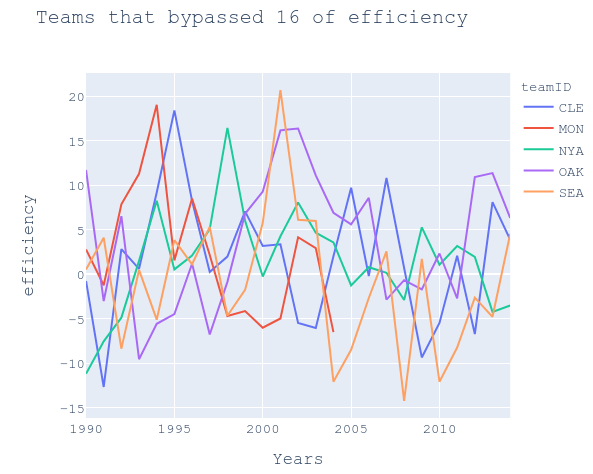 Teams that bypassed 16 of efficiency
teamID
CLE
MON
NYA
OAK
SEA
20
15
10
5
0
−5
−10
−15
efficiency
1990 1995 2000 2005 2010
Years